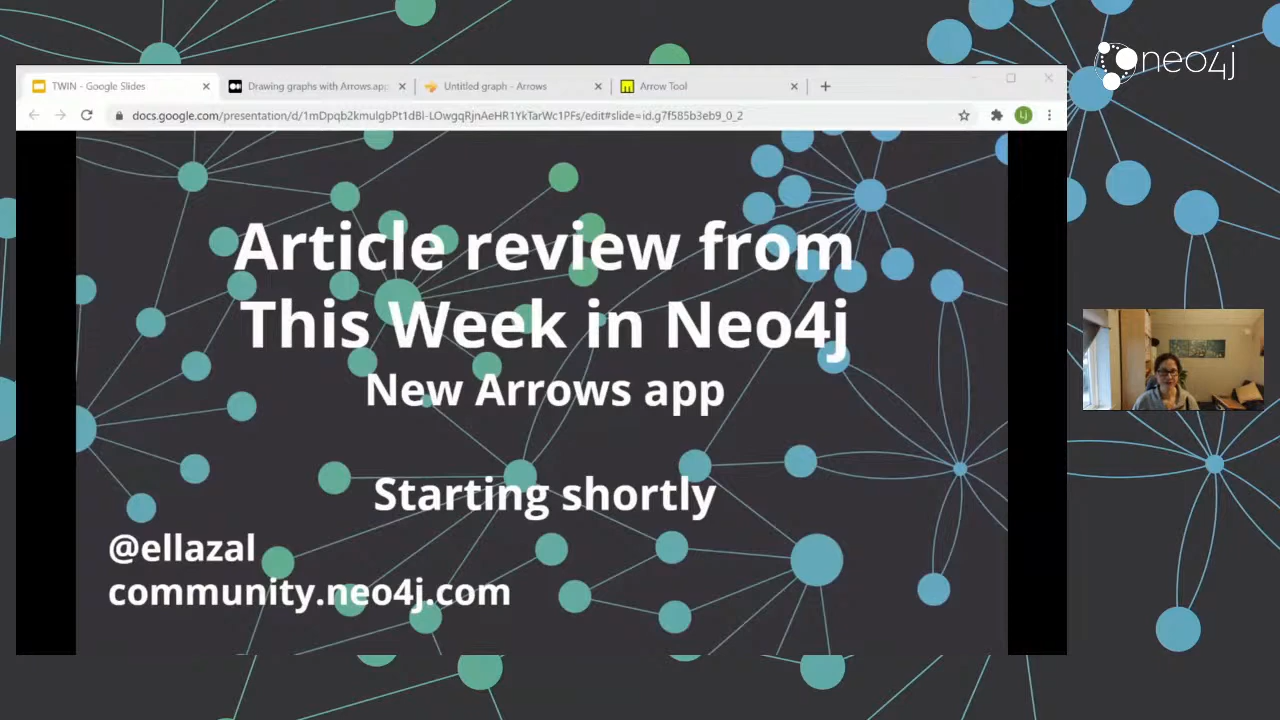 neo4j
TWIN - Google Slides
Drawing graphs with Arrows.app
Untitled graph - Arrows
Arrow Tool
docs.google.com/presentation/d/1mDpqb2kmulgbPt1dBl-LOwgqRjnAeHR1YkTarWc1PFs/edit#slide=id.g7f585b3eb9_0_2
Lj
Article review from
This Week in Neo4j
New Arrows app
Starting shortly
@ellazal
community.neo4j.com